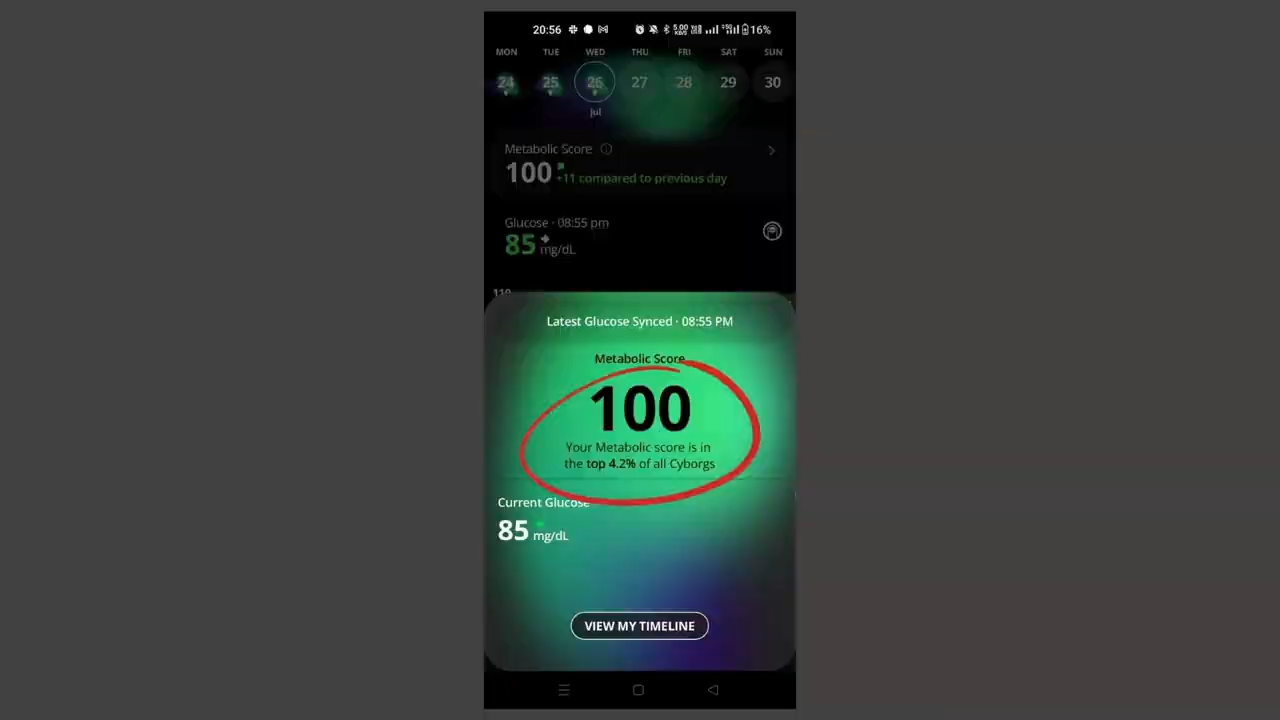 20:56 16%
MON TUE WED THU FRI SAT SUN
24 25 26 27 28 29 30
Jul
Metabolic Score
100 +11 compared to previous day
Glucose · 08:55 pm
85 mg/dL
110
Latest Glucose Synced · 08:55 PM
Metabolic Score
100
Your Metabolic score is in
the top 4.2% of all Cyborgs
Current Glucose
85 mg/dL
VIEW MY TIMELINE